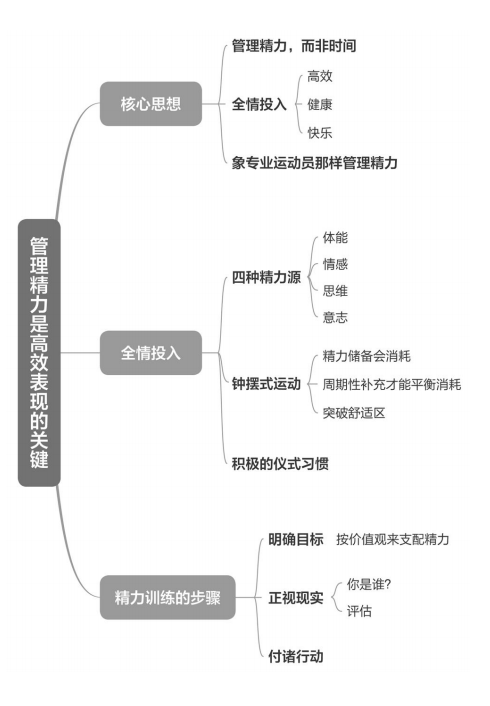 管理精力是高效表现的关键
核心思想
管理精力，而非时间
全情投入
高效
健康
快乐
象专业运动员那样管理精力
全情投入
四种精力源
体能
情感
思维
意志
钟摆式运动
精力储备会消耗
周期性补充才能平衡消耗
突破舒适区
积极的仪式习惯
精力训练的步骤
明确目标 按价值观来支配精力
正视现实
你是谁?
评估
付诸行动